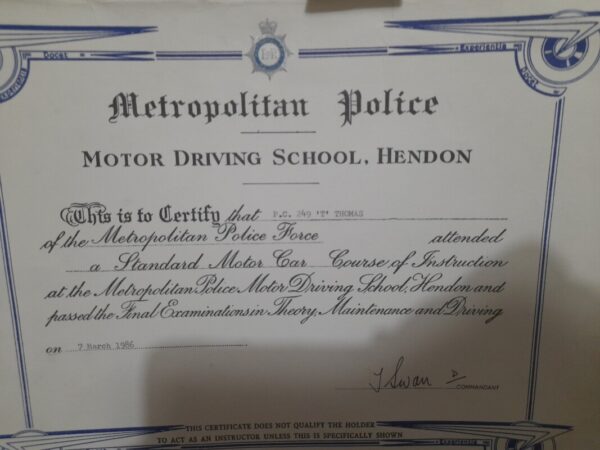 Docet Experientia
Metropolitan Police
MOTOR DRIVING SCHOOL, HENDON
This is to Certify that P.C. 249 'T' THOMAS
of the Metropolitan Police Force attended
a Standard Motor Car Course of Instruction
at the Metropolitan Police Motor Driving School, Hendon and
passed the Final Examinations in Theory, Maintenance and Driving
on 7 March 1986
J Swan
COMMANDANT
THIS CERTIFICATE DOES NOT QUALIFY THE HOLDER
TO ACT AS AN INSTRUCTOR UNLESS THIS IS SPECIFICALLY SHOWN